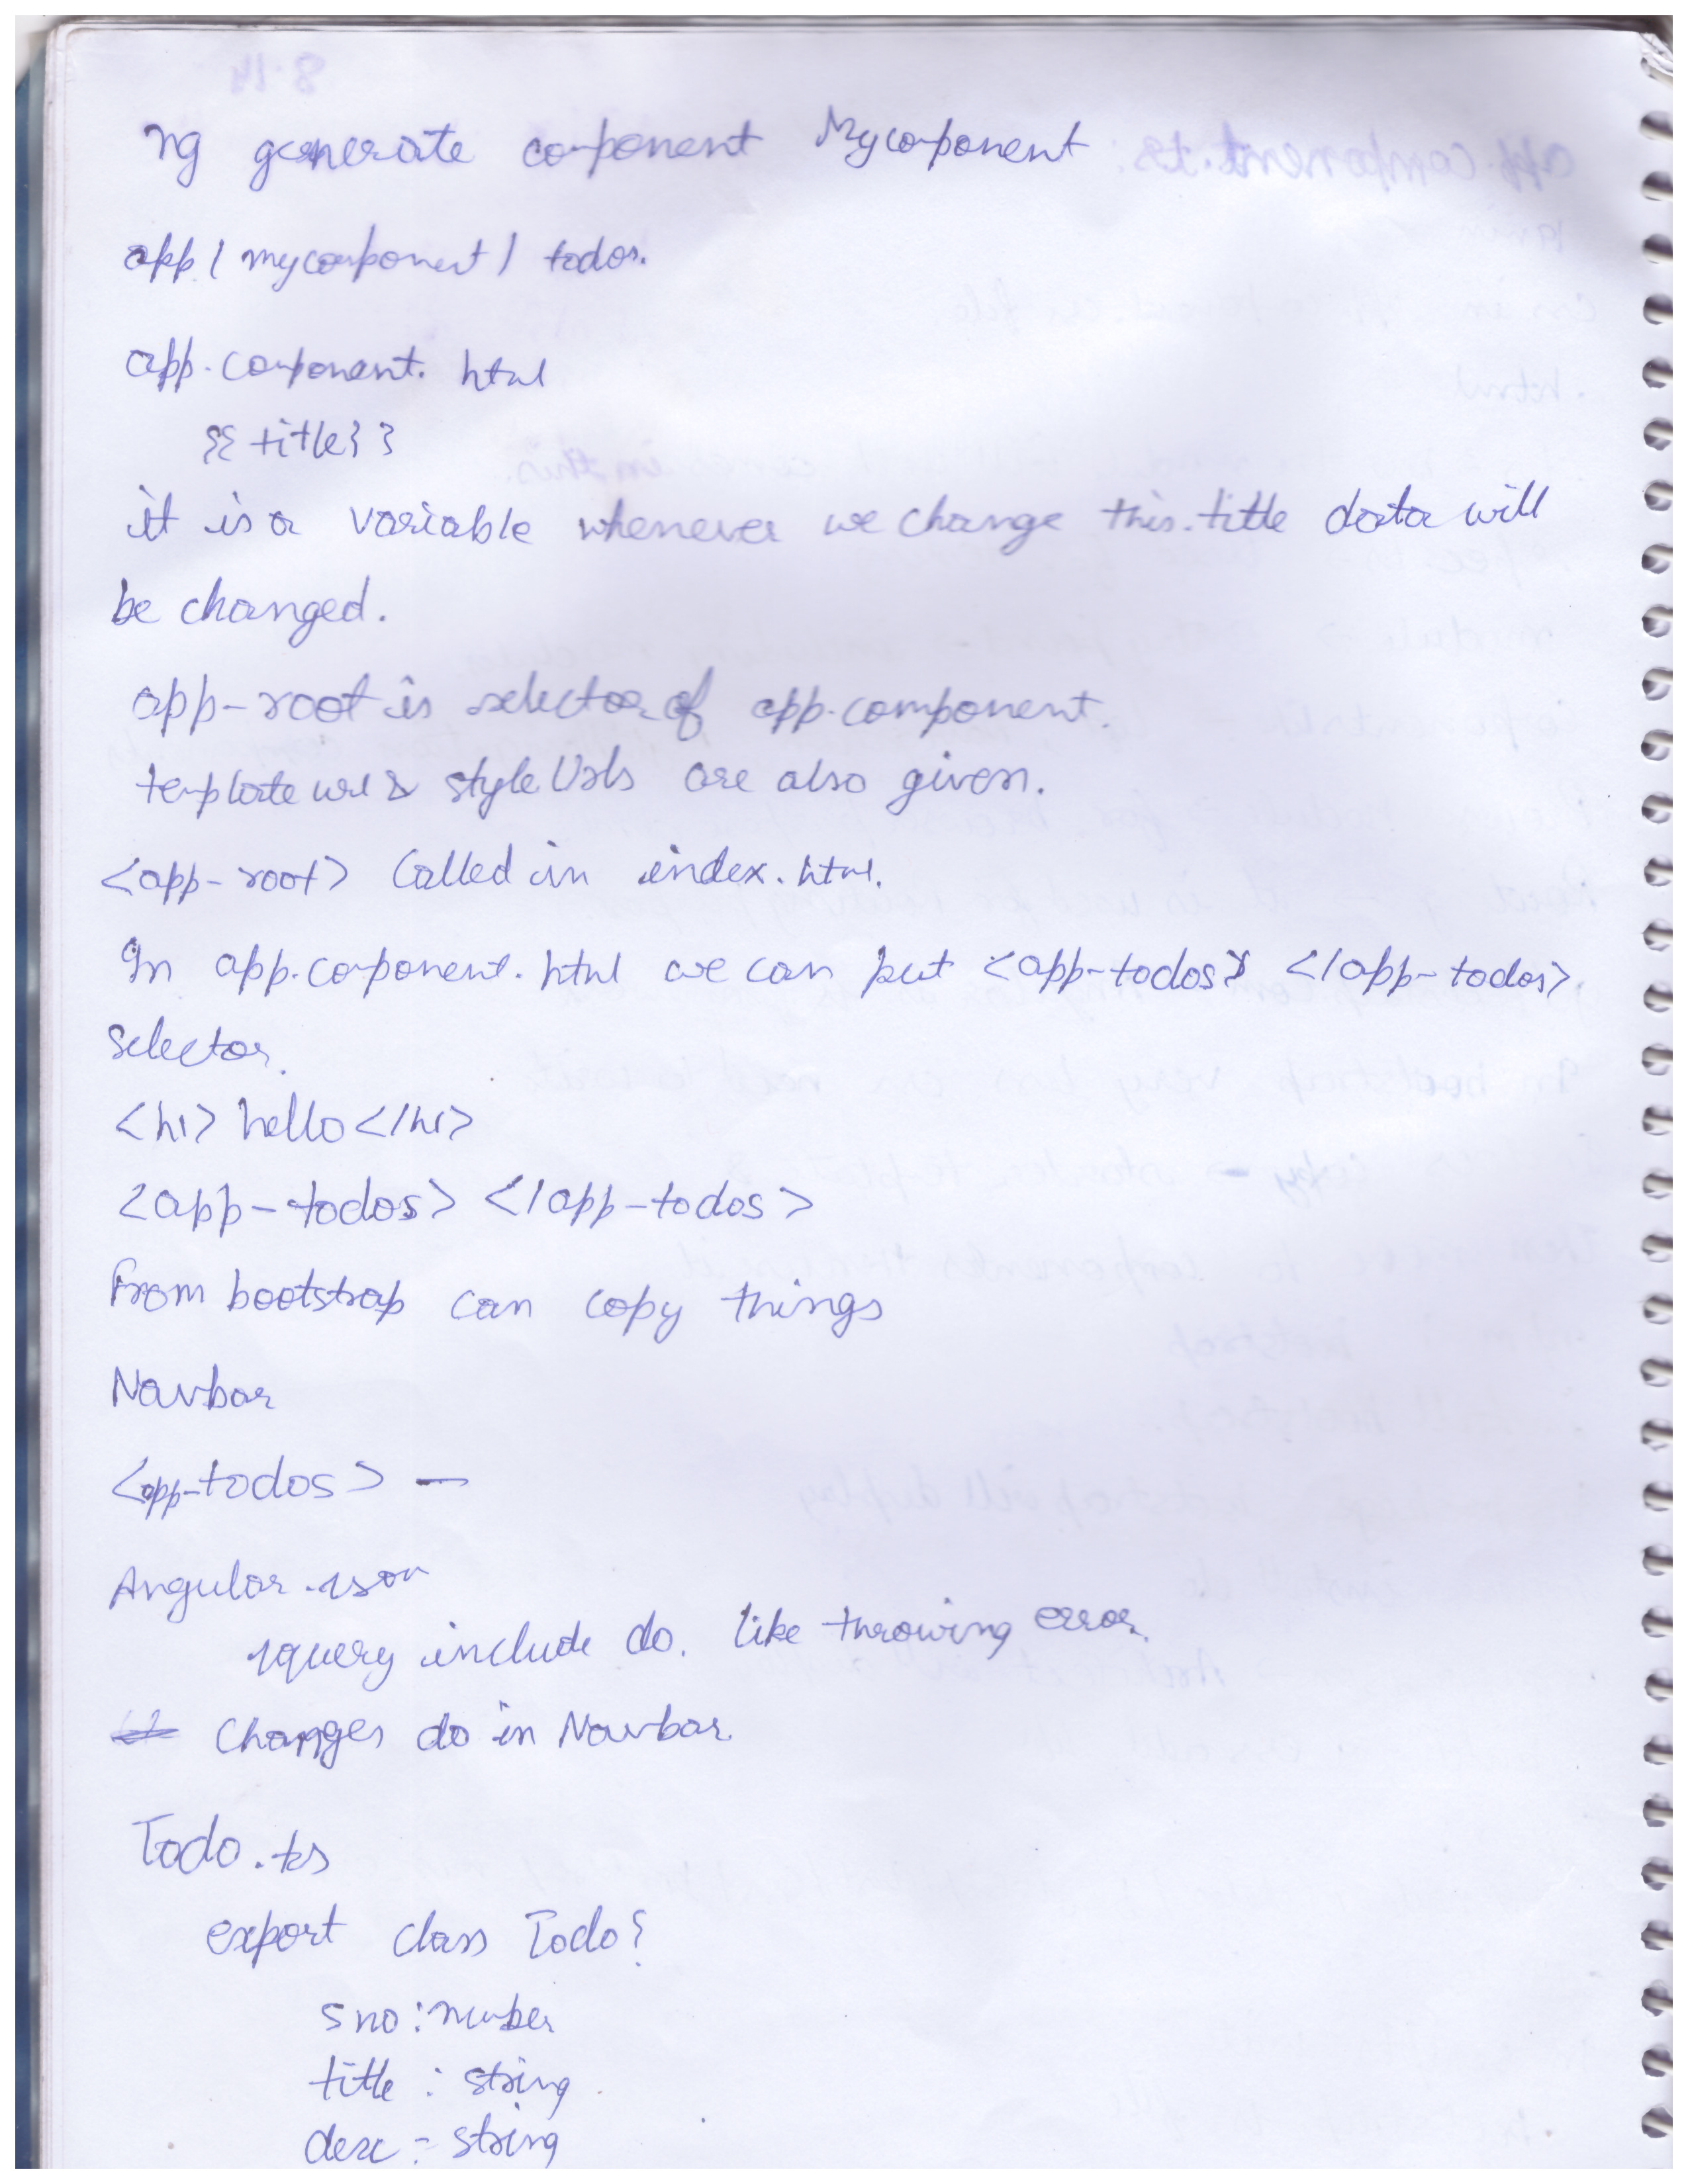 ng generate component Mycomponent
app / mycomponent / todos.
app.component.html
{{title}}
it is a variable whenever we change this.title data will
be changed.
app-root is selector of app.component.
template url & style Urls are also given.
<app-root> Called in index.html.
In app.component.html we can put <app-todos> </app-todos>
selector.
<h1> hello </h1>
<app-todos> </app-todos>
From bootstrap can copy things
Navbar
<app-todos> —
Angular.json
jquery include do. like throwing error.
Changes do in Navbar.
Todo.ts
export class Todo {
sno : number
title : string
desc : string